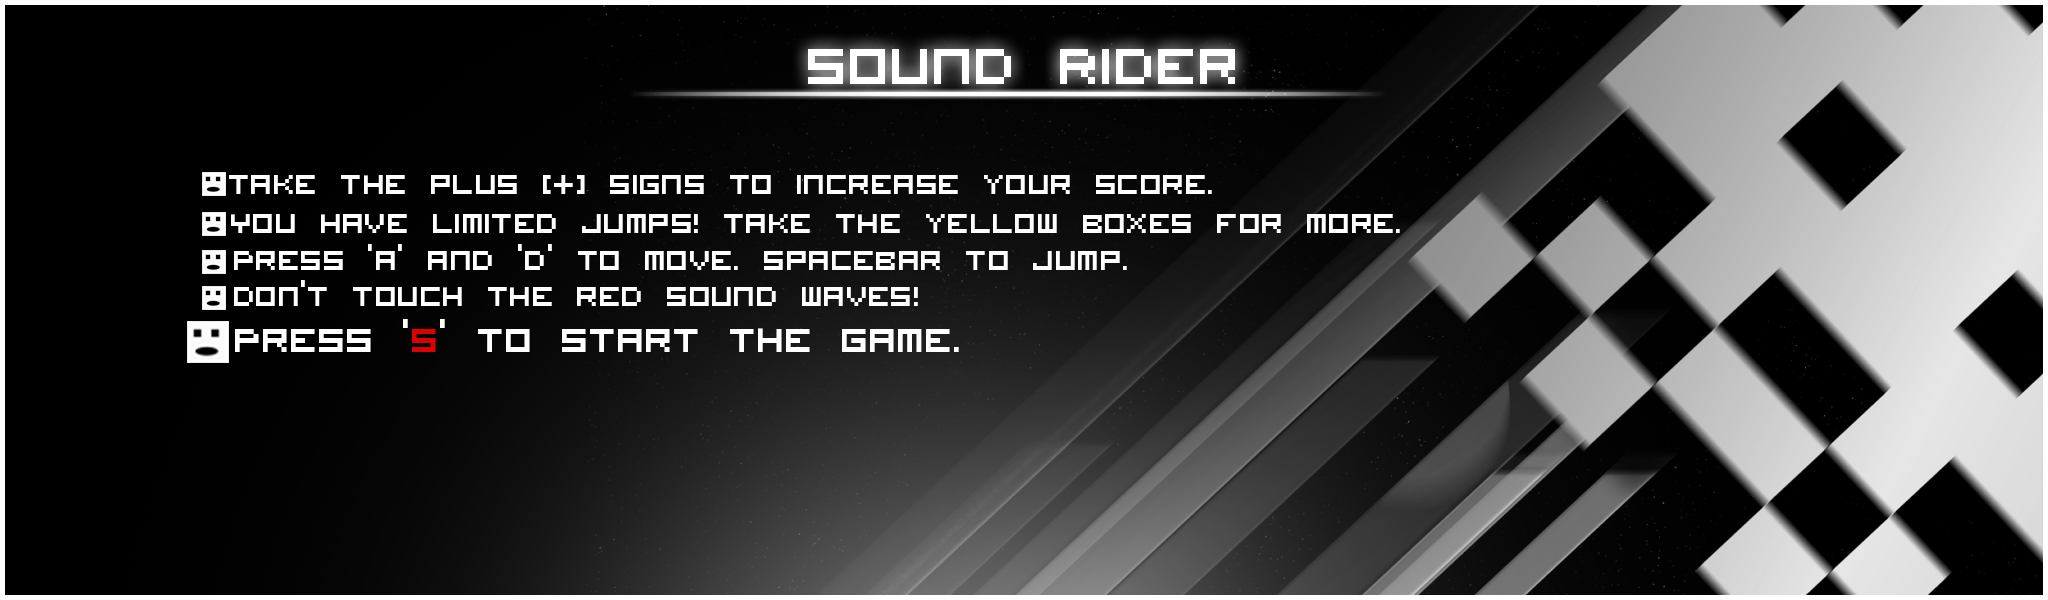 SOUND RIDER
TAKE THE PLUS [+] SIGNS TO INCREASE YOUR SCORE.
YOU HAVE LIMITED JUMPS! TAKE THE YELLOW BOXES FOR MORE.
PRESS 'A' AND 'D' TO MOVE. SPACEBAR TO JUMP.
DON'T TOUCH THE RED SOUND WAVES!
PRESS 'S' TO START THE GAME.